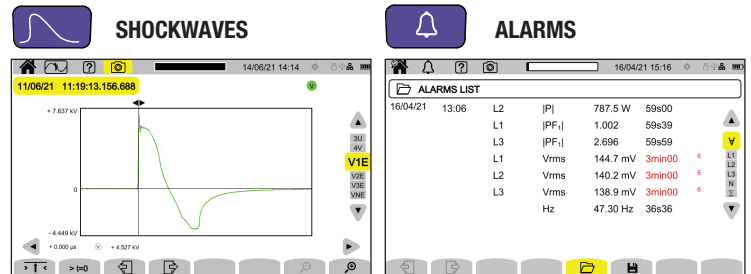 SHOCKWAVES
14/06/21 14:14
11/06/21 11:19:13.156.688
V
+ 7.637 kV
0
- 4.449 kV
3U
4V
V1E
V2E
V3E
VNE
+ 0.000 µs V + 4.527 kV
> t=0
ALARMS
?
16/04/21 15:16
ALARMS LIST
16/04/21 13:06 L2 |P| 787.5 W 59s00
L1 |PF₁| 1.002 59s39
L3 |PF₁| 2.696 59s59
L1 Vrms 144.7 mV 3min00 6
L2 Vrms 140.2 mV 3min00 6
L3 Vrms 138.9 mV 3min00 6
Hz 47.30 Hz 36s36
∀
L1
L2
L3
N
Σ